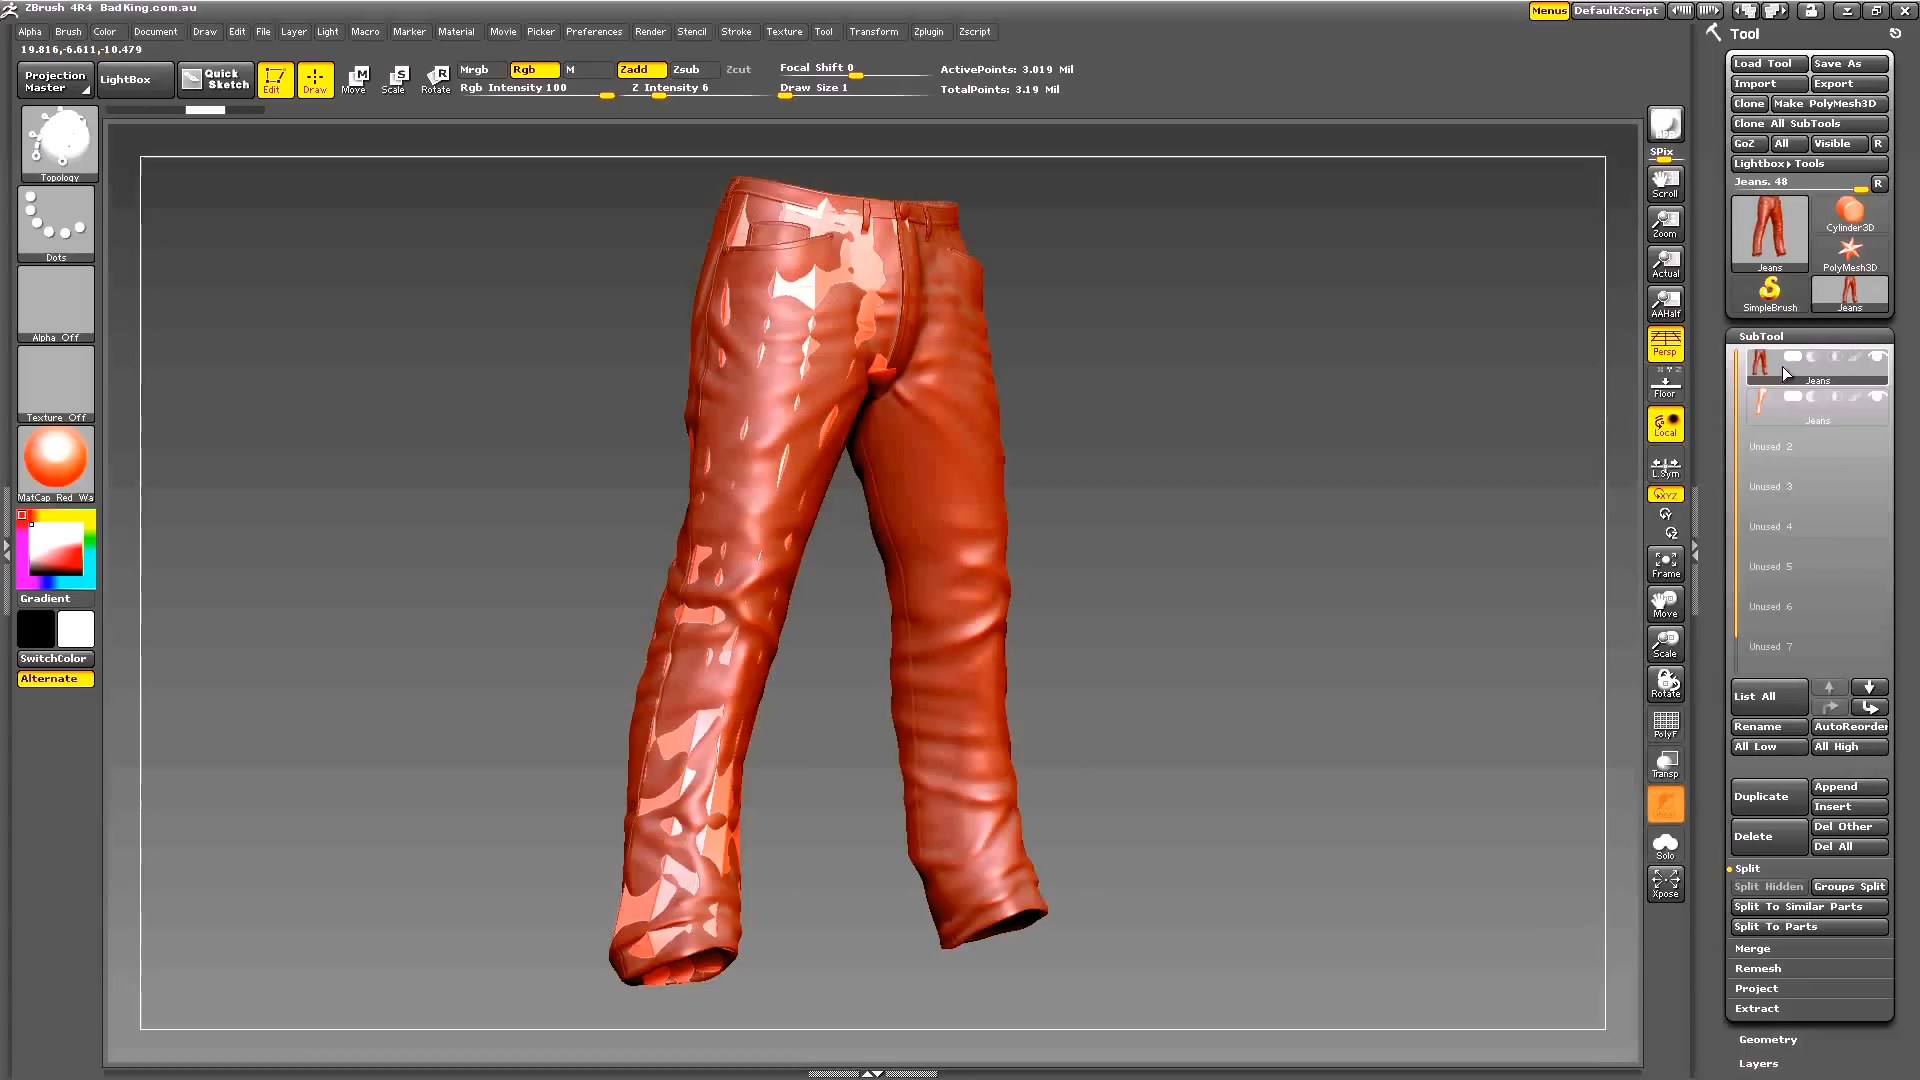 ZBrush 4R4 BadKing.com.au
Menus DefaultZScript
Alpha Brush Color Document Draw Edit File Layer Light Macro Marker Material Movie Picker Preferences Render Stencil Stroke Texture Tool Transform Zplugin Zscript
19.816,-6.611,-10.479
Projection Master
LightBox
Quick Sketch
Edit
Draw
Move
Scale
Rotate
Mrgb Rgb M Zadd Zsub Zcut
Rgb Intensity 100 Z Intensity 6
Focal Shift 0
Draw Size 1
ActivePoints: 3.019 Mil
TotalPoints: 3.19 Mil
Topology
Dots
Alpha Off
Texture Off
MatCap Red Wa
Gradient
SwitchColor
Alternate
BPR
SPix
Scroll
Zoom
Actual
AAHalf
Persp
Floor
Local
L.Sym
XYZ
Frame
Move
Scale
Rotate
PolyF
Transp
Solo
Xpose
Tool
Load Tool Save As
Import Export
Clone Make PolyMesh3D
Clone All SubTools
GoZ All Visible R
Lightbox▸Tools
Jeans. 48 R
Jeans
Cylinder3D
PolyMesh3D
SimpleBrush
Jeans
SubTool
Jeans
Jeans
Unused 2
Unused 3
Unused 4
Unused 5
Unused 6
Unused 7
List All
Rename AutoReorder
All Low All High
Duplicate
Append
Insert
Delete
Del Other
Del All
Split
Split Hidden Groups Split
Split To Similar Parts
Split To Parts
Merge
Remesh
Project
Extract
Geometry
Layers